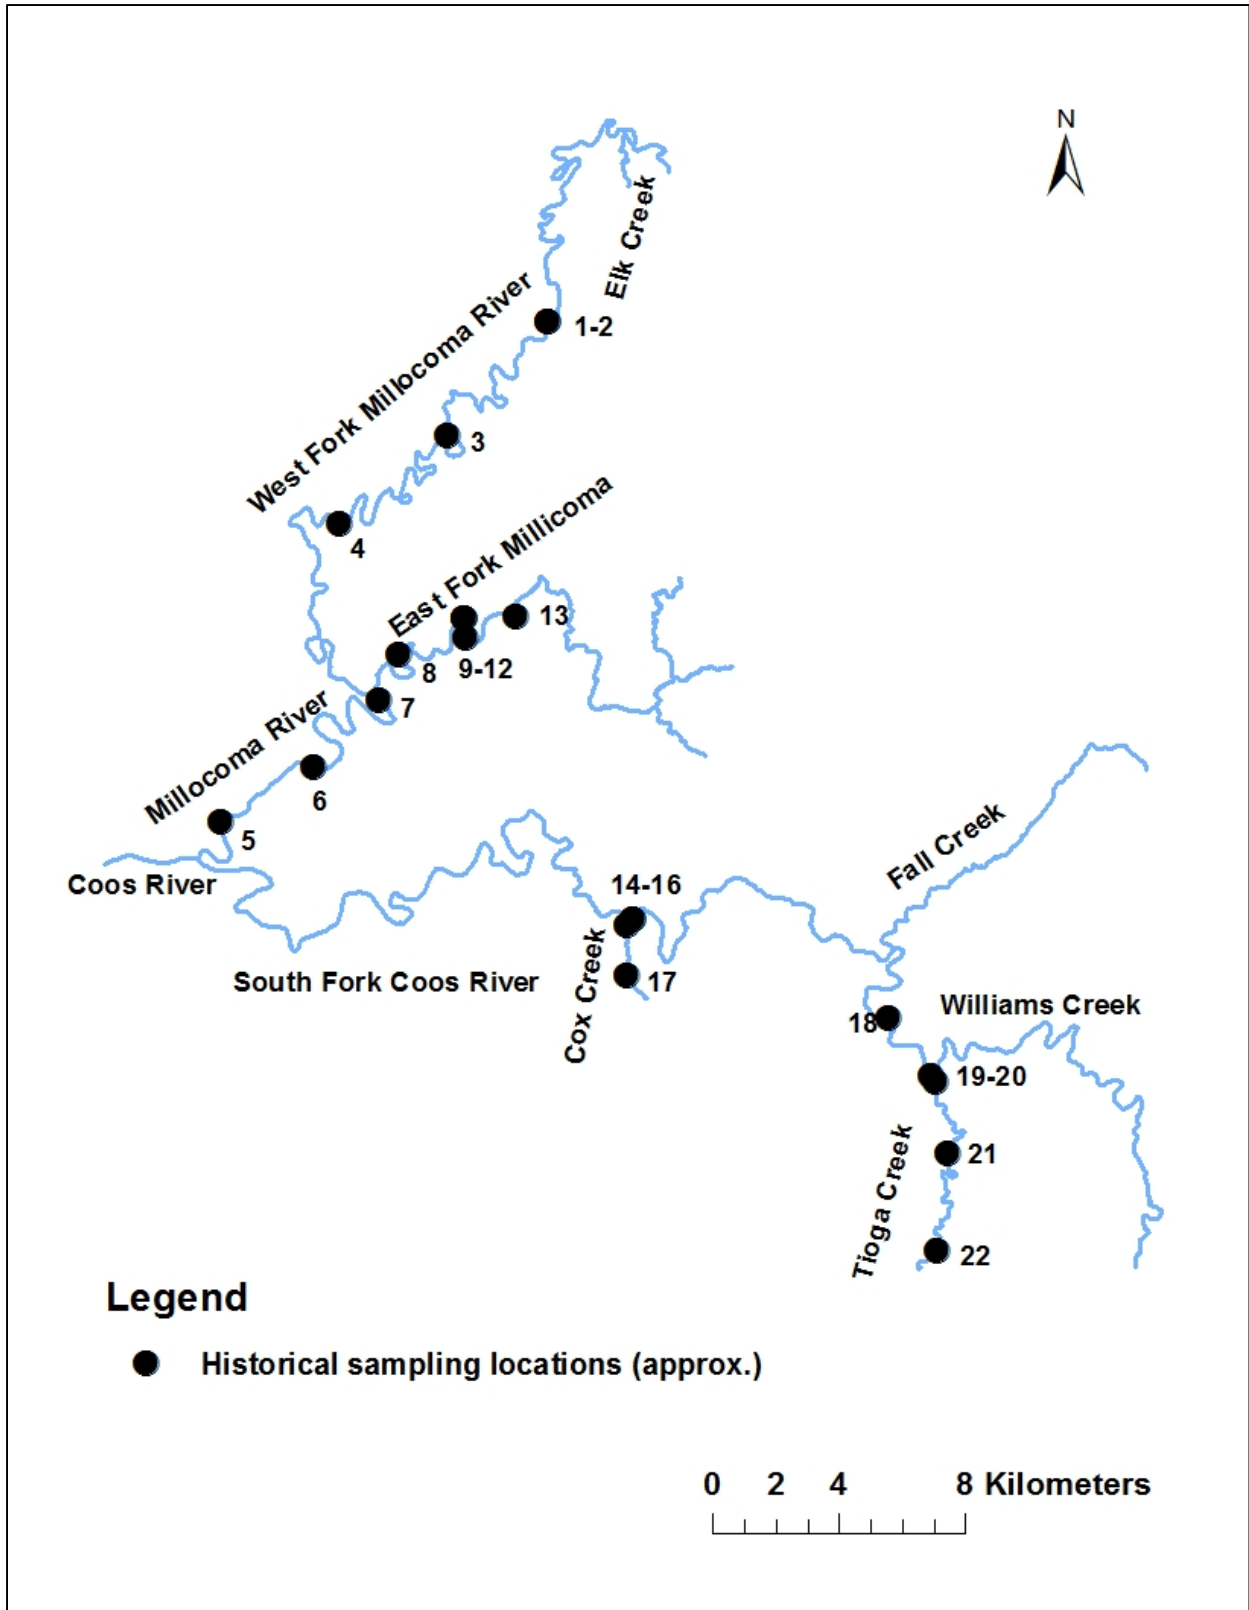 N
Elk Creek
West Fork Millocoma River
1-2
3
4
East Fork Millicoma
13
9-12
8
7
Millocoma River
6
5
Coos River
Fall Creek
14-16
South Fork Coos River
Cox Creek
17
Williams Creek
18
19-20
Tioga Creek
21
22
Legend
Historical sampling locations (approx.)
0 2 4 8 Kilometers